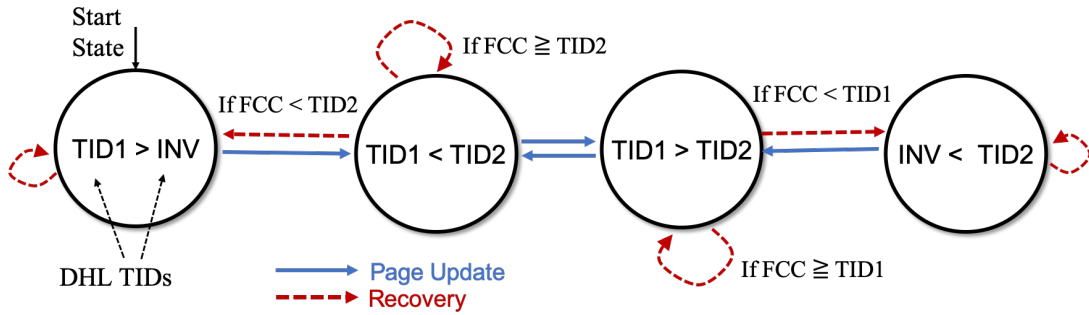 Start
State
If FCC ≧ TID2
If FCC < TID2
If FCC < TID1
TID1 > INV
TID1 < TID2
TID1 > TID2
INV < TID2
DHL TIDs
Page Update
Recovery
If FCC ≧ TID1